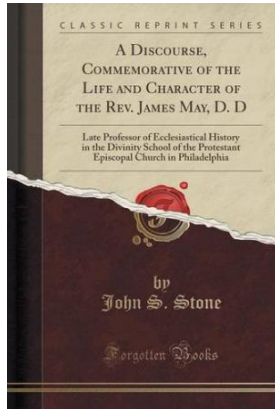 CLASSIC REPRINT SERIES
A Discourse,
Commemorative of the
Life and Character of
the Rev. James May, D. D
Late Professor of Ecclesiastical History
in the Divinity School of the Protestant
Episcopal Church in Philadelphia
by
John S. Stone
Forgotten Books